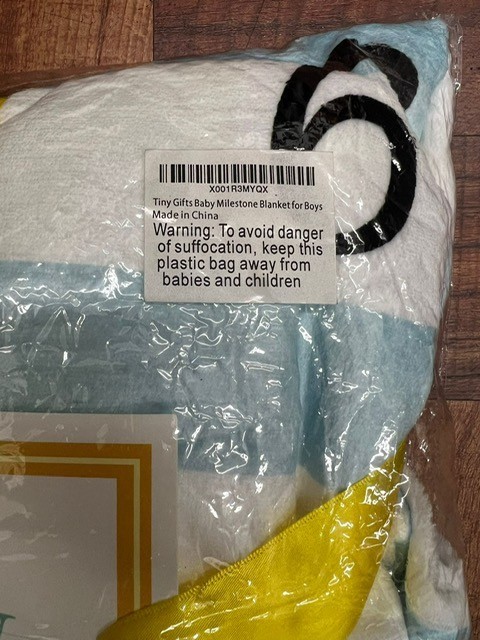 X001R3MYQX
Tiny Gifts Baby Milestone Blanket for Boys
Made in China
Warning: To avoid danger
of suffocation, keep this
plastic bag away from
babies and children